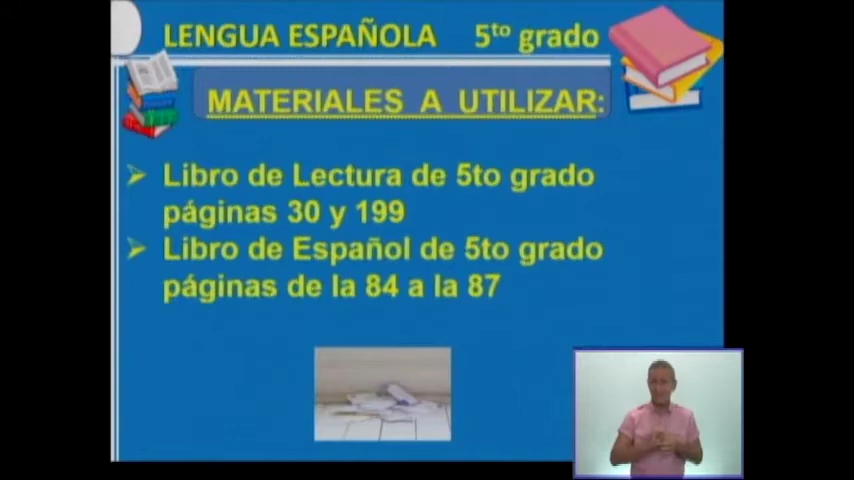 LENGUA ESPAÑOLA 5to grado
MATERIALES A UTILIZAR:
Libro de Lectura de 5to grado
páginas 30 y 199
Libro de Español de 5to grado
páginas de la 84 a la 87